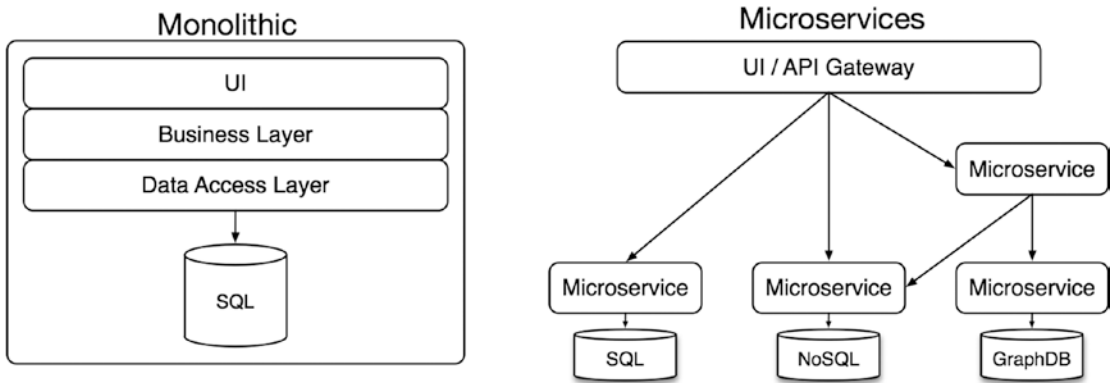 Monolithic
UI
Business Layer
Data Access Layer
SQL
Microservices
UI / API Gateway
Microservice
Microservice
Microservice
Microservice
SQL
NoSQL
GraphDB